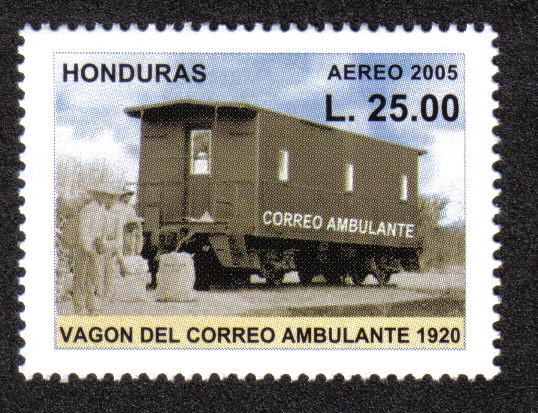 HONDURAS
AEREO 2005
L. 25.00
CORREO AMBULANTE
VAGON DEL CORREO AMBULANTE 1920